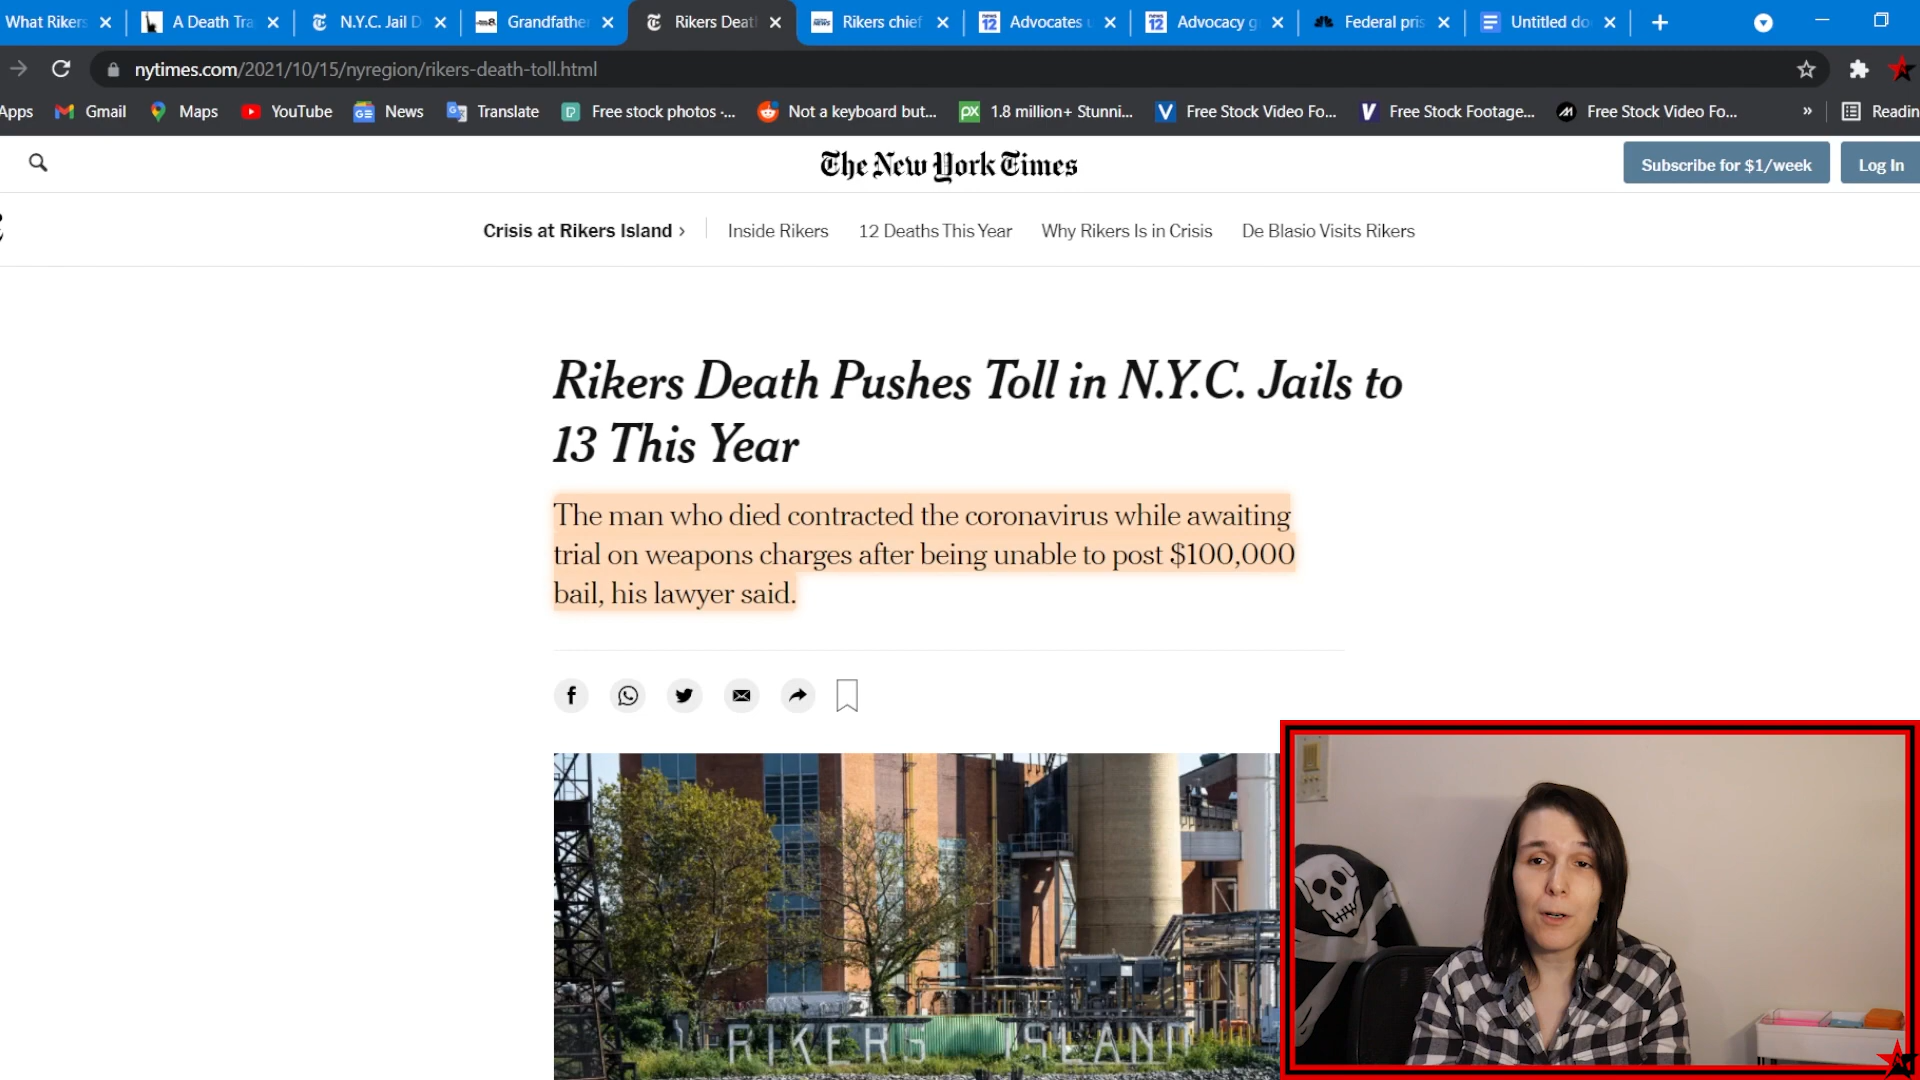 What Rikers
A Death Tra
N.Y.C. Jail D
Grandfather
Rikers Deat
Rikers chief
Advocates
Advocacy g
Federal pris
Untitled do
nytimes.com/2021/10/15/nyregion/rikers-death-toll.html
Apps
Gmail
Maps
YouTube
News
Translate
Free stock photos ·...
Not a keyboard but...
1.8 million+ Stunni...
Free Stock Video Fo...
Free Stock Footage...
Free Stock Video Fo...
»
Readin
The New York Times
Subscribe for $1/week
Log In
Crisis at Rikers Island ›
Inside Rikers
12 Deaths This Year
Why Rikers Is in Crisis
De Blasio Visits Rikers
Rikers Death Pushes Toll in N.Y.C. Jails to
13 This Year
The man who died contracted the coronavirus while awaiting
trial on weapons charges after being unable to post $100,000
bail, his lawyer said.
RIKERS ISLAND